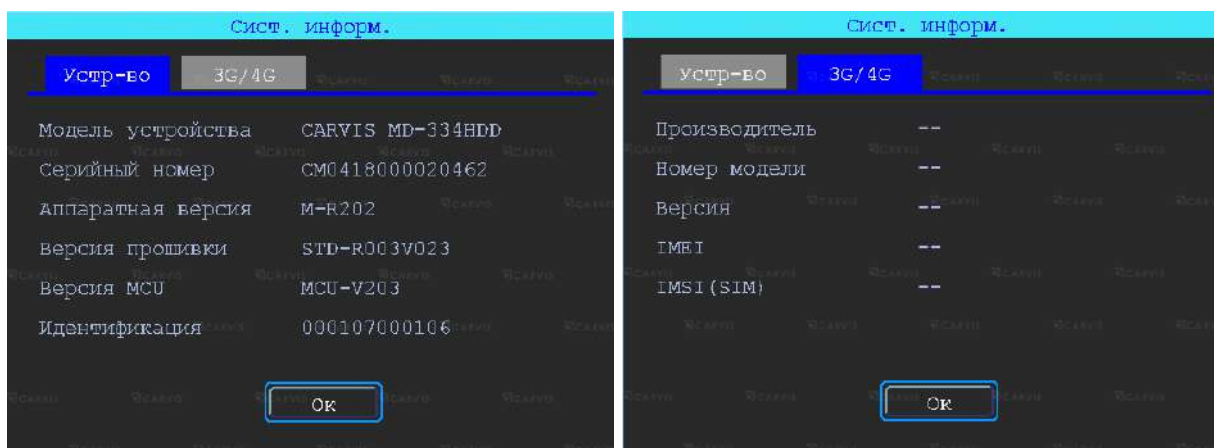 Сист. информ.
Устр-во 3G/4G
Модель устройства CARVIS MD-334HDD
Серийный номер CM0418000020462
Аппаратная версия M-R202
Версия прошивки STD-R003V023
Версия MCU MCU-V203
Идентификация 000107000106
Ок
Сист. информ.
Устр-во 3G/4G
Производитель --
Номер модели --
Версия --
IMEI --
IMSI(SIM) --
Ок